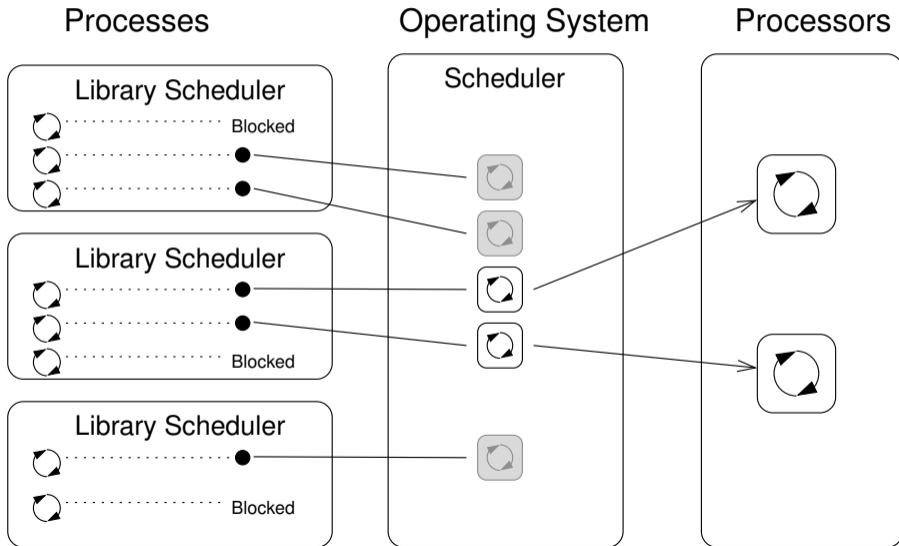 Processes
Operating System
Processors
Library Scheduler
Blocked
Library Scheduler
Blocked
Library Scheduler
Blocked
Scheduler